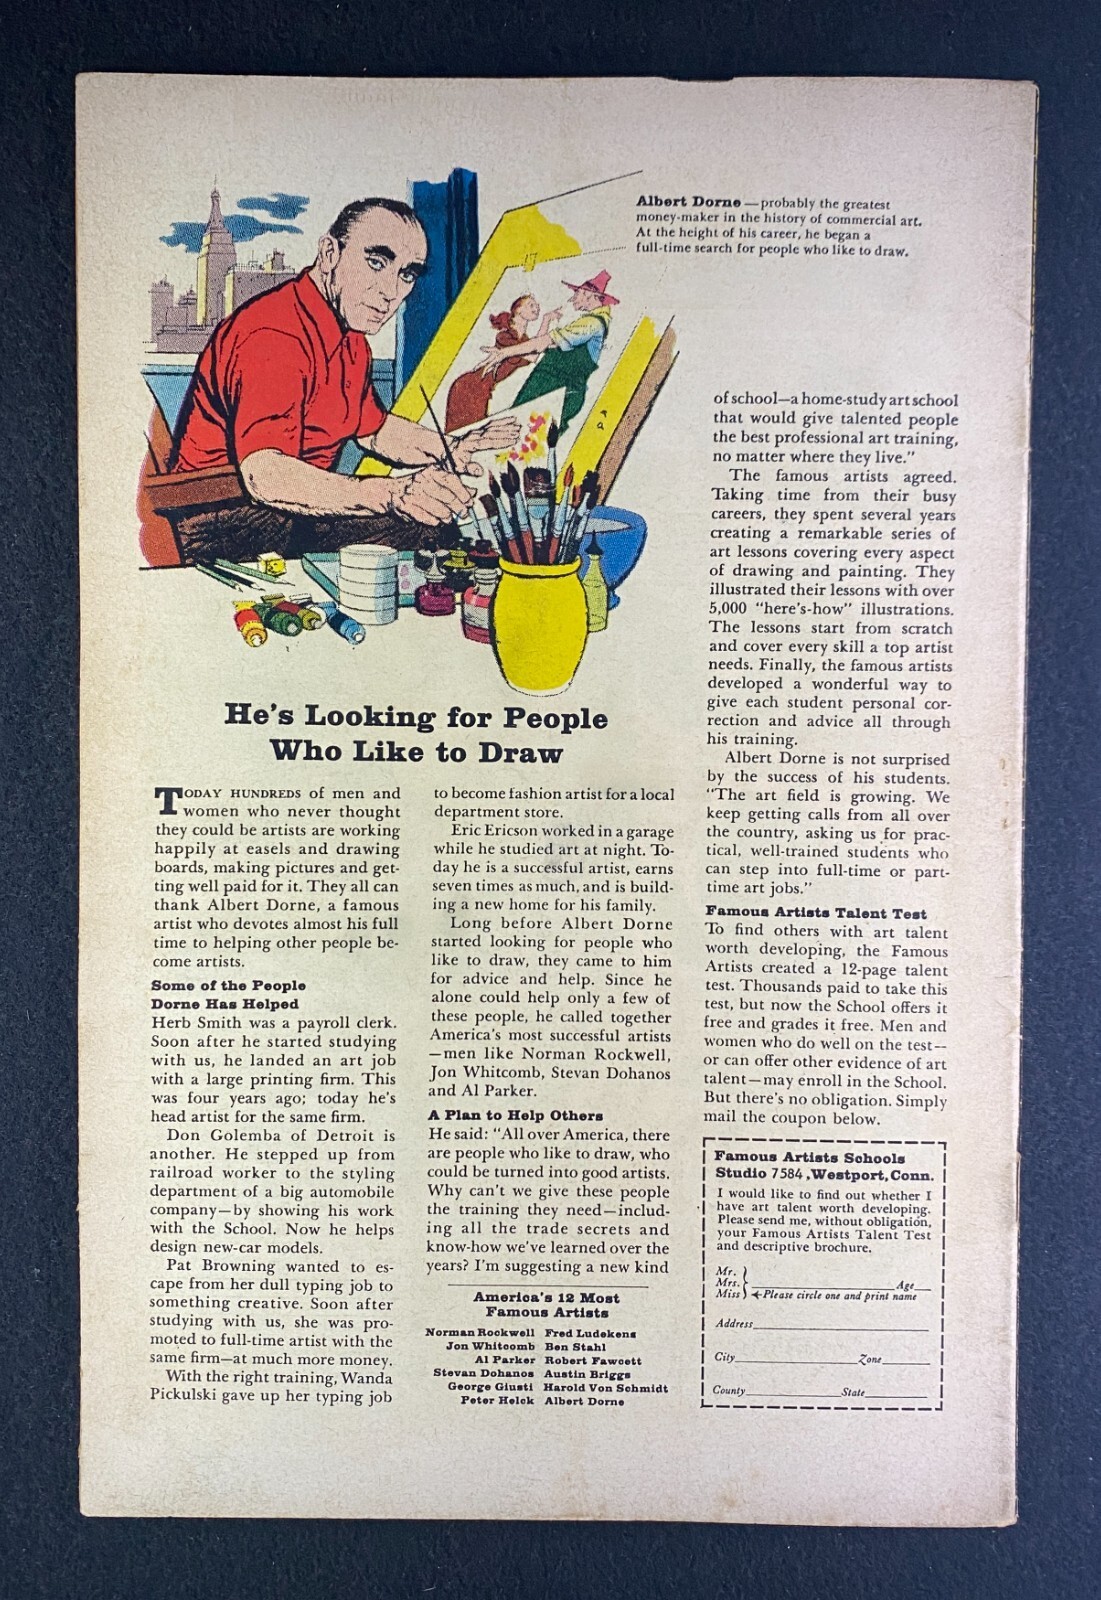 Albert Dorne — probably the greatest
money-maker in the history of commercial art.
At the height of his career, he began a
full-time search for people who like to draw.
He's Looking for People
Who Like to Draw
TODAY HUNDREDS of men and
women who never thought
they could be artists are working
happily at easels and drawing
boards, making pictures and get-
ting well paid for it. They all can
thank Albert Dorne, a famous
artist who devotes almost his full
time to helping other people be-
come artists.
Some of the People
Dorne Has Helped
Herb Smith was a payroll clerk.
Soon after he started studying
with us, he landed an art job
with a large printing firm. This
was four years ago; today he's
head artist for the same firm.
Don Golemba of Detroit is
another. He stepped up from
railroad worker to the styling
department of a big automobile
company—by showing his work
with the School. Now he helps
design new-car models.
Pat Browning wanted to es-
cape from her dull typing job to
something creative. Soon after
studying with us, she was pro-
moted to full-time artist with the
same firm—at much more money.
With the right training, Wanda
Pickulski gave up her typing job
to become fashion artist for a local
department store.
Eric Ericson worked in a garage
while he studied art at night. To-
day he is a successful artist, earns
seven times as much, and is build-
ing a new home for his family.
Long before Albert Dorne
started looking for people who
like to draw, they came to him
for advice and help. Since he
alone could help only a few of
these people, he called together
America's most successful artists
—men like Norman Rockwell,
Jon Whitcomb, Stevan Dohanos
and Al Parker.
A Plan to Help Others
He said: "All over America, there
are people who like to draw, who
could be turned into good artists.
Why can't we give these people
the training they need—includ-
ing all the trade secrets and
know-how we've learned over the
years? I'm suggesting a new kind
of school—a home-study art school
that would give talented people
the best professional art training,
no matter where they live."
The famous artists agreed.
Taking time from their busy
careers, they spent several years
creating a remarkable series of
art lessons covering every aspect
of drawing and painting. They
illustrated their lessons with over
5,000 "here's-how" illustrations.
The lessons start from scratch
and cover every skill a top artist
needs. Finally, the famous artists
developed a wonderful way to
give each student personal cor-
rection and advice all through
his training.
Albert Dorne is not surprised
by the success of his students.
"The art field is growing. We
keep getting calls from all over
the country, asking us for prac-
tical, well-trained students who
can step into full-time or part-
time art jobs."
Famous Artists Talent Test
To find others with art talent
worth developing, the Famous
Artists created a 12-page talent
test. Thousands paid to take this
test, but now the School offers it
free and grades it free. Men and
women who do well on the test—
or can offer other evidence of art
talent—may enroll in the School.
But there's no obligation. Simply
mail the coupon below.
America's 12 Most
Famous Artists
Norman Rockwell Fred Ludekens
Jon Whitcomb Ben Stahl
Al Parker Robert Fawcett
Stevan Dohanos Austin Briggs
George Giusti Harold Von Schmidt
Peter Helck Albert Dorne
Famous Artists Schools
Studio 7584, Westport, Conn.
I would like to find out whether I
have art talent worth developing.
Please send me, without obligation,
your Famous Artists Talent Test
and descriptive brochure.
Mr.
Mrs. Age
Miss Please circle one and print name
Address
City Zone
County State